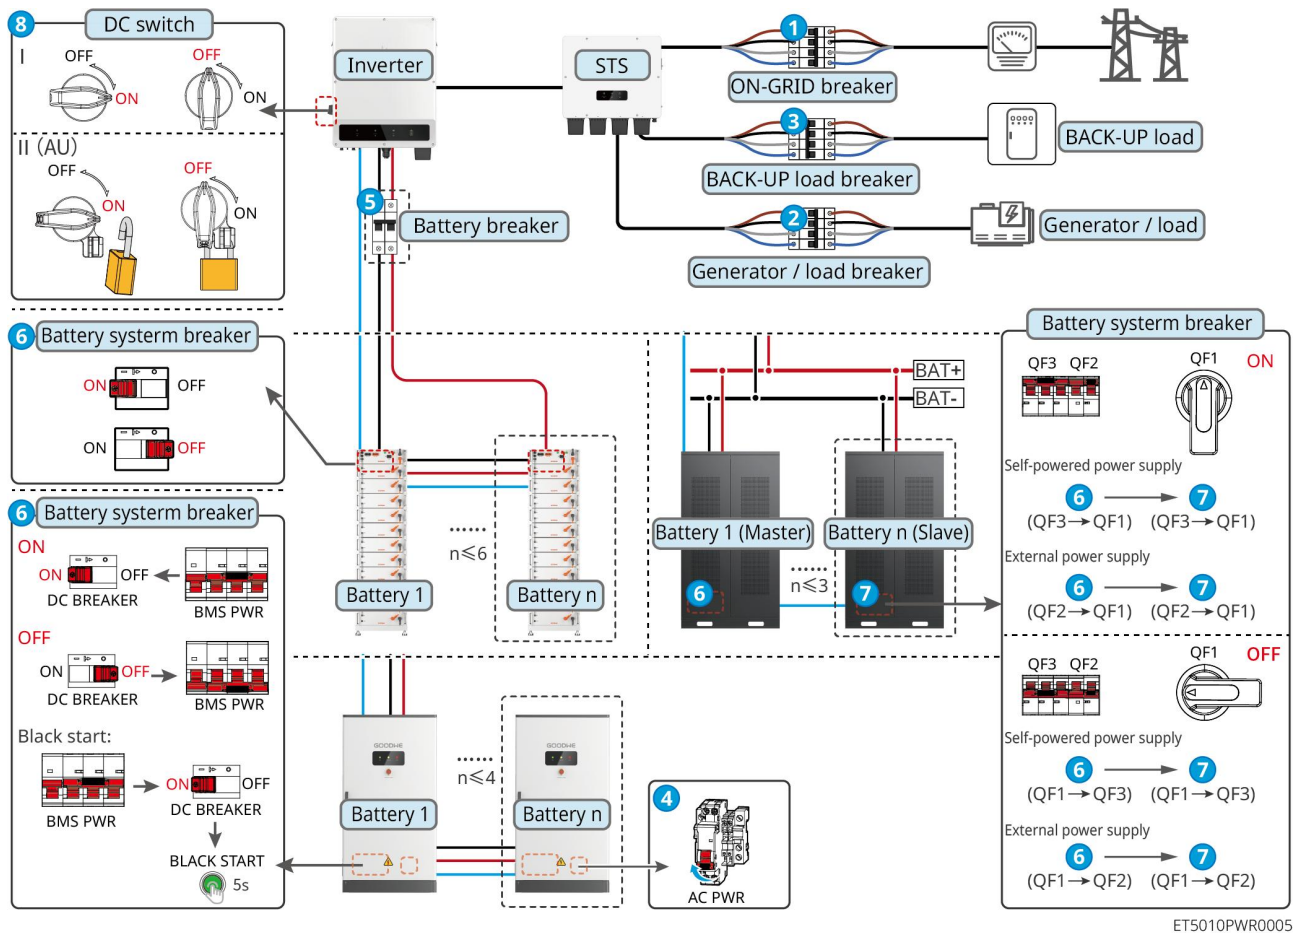 8 DC switch
I
OFF
ON
OFF
ON
II (AU)
OFF
ON
OFF
ON
Inverter
STS
1
ON-GRID breaker
3
BACK-UP load breaker
BACK-UP load
2
Generator / load breaker
Generator / load
5
Battery breaker
6 Battery systerm breaker
ON OFF
ON OFF
6 Battery systerm breaker
ON
ON OFF
DC BREAKER
BMS PWR
OFF
ON OFF
DC BREAKER
BMS PWR
Black start:
BMS PWR
ON OFF
DC BREAKER
BLACK START
5s
n≤6
Battery 1
Battery n
BAT+
BAT-
Battery 1 (Master)
Battery n (Slave)
n≤3
6
7
GOODWE
GOODWE
n≤4
Battery 1
Battery n
4
AC PWR
Battery systerm breaker
QF3 QF2
QF1
ON
Self-powered power supply
6 → 7
(QF3→QF1) (QF3→QF1)
External power supply
6 → 7
(QF2→QF1) (QF2→QF1)
QF3 QF2
QF1
OFF
Self-powered power supply
6 → 7
(QF1→QF3) (QF1→QF3)
External power supply
6 → 7
(QF1→QF2) (QF1→QF2)
ET5010PWR0005